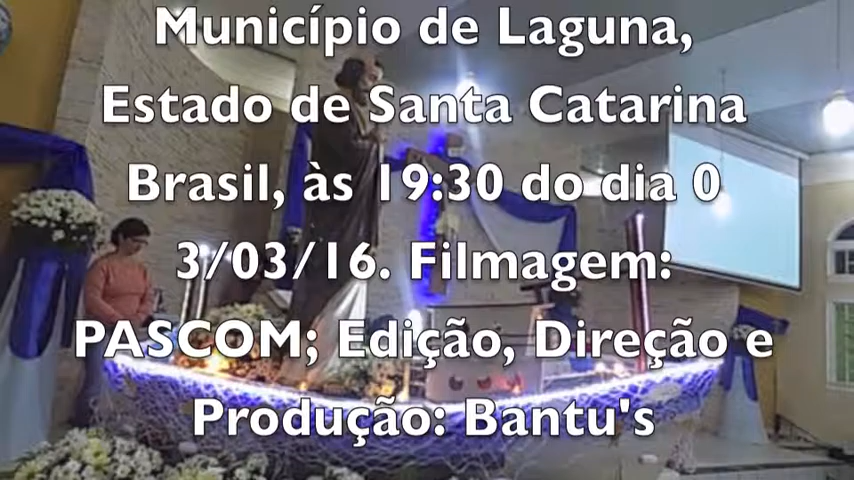 Município de Laguna,
Estado de Santa Catarina
Brasil, às 19:30 do dia 0
3/03/16. Filmagem:
PASCOM; Edição, Direção e
Produção: Bantu's